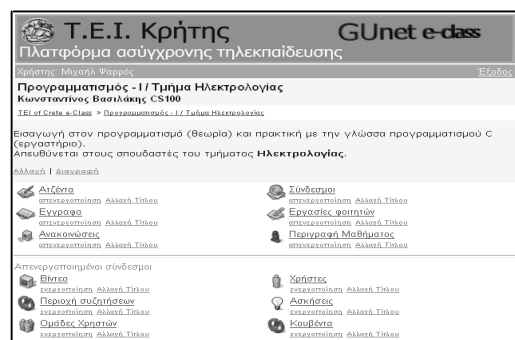 Τ.Ε.Ι. Κρήτης GUnet e-class
Πλατφόρμα ασύγχρονης τηλεκπαίδευσης
Χρήστης: Μιχαήλ Ψαρρός Έξοδος
Προγραμματισμός - Ι / Τμήμα Ηλεκτρολογίας
Κωνσταντίνος Βασιλάκης CS100
TEI of Crete e-Class > Προγραμματισμός - Ι / Τμήμα Ηλεκτρολογίας
Εισαγωγή στον προγραμματισμό (θεωρία) και πρακτική με την γλώσσα προγραμματισμού C
(εργαστήριο).
Απευθύνεται στους σπουδαστές του τμήματος Ηλεκτρολογίας.
Αλλαγή | Διαγραφή
Ατζέντα Σύνδεσμοι
απενεργοποίηση Αλλαγή Τίτλου απενεργοποίηση Αλλαγή Τίτλου
Έγγραφα Εργασίες φοιτητών
απενεργοποίηση Αλλαγή Τίτλου απενεργοποίηση Αλλαγή Τίτλου
Ανακοινώσεις Περιγραφή Μαθήματος
απενεργοποίηση Αλλαγή Τίτλου απενεργοποίηση Αλλαγή Τίτλου
Απενεργοποιημένοι σύνδεσμοι
Βίντεο Χρήστες
ενεργοποίηση Αλλαγή Τίτλου ενεργοποίηση Αλλαγή Τίτλου
Περιοχή συζητήσεων Ασκήσεις
ενεργοποίηση Αλλαγή Τίτλου ενεργοποίηση Αλλαγή Τίτλου
Ομάδες Χρηστών Κουβέντα
ενεργοποίηση Αλλαγή Τίτλου ενεργοποίηση Αλλαγή Τίτλου